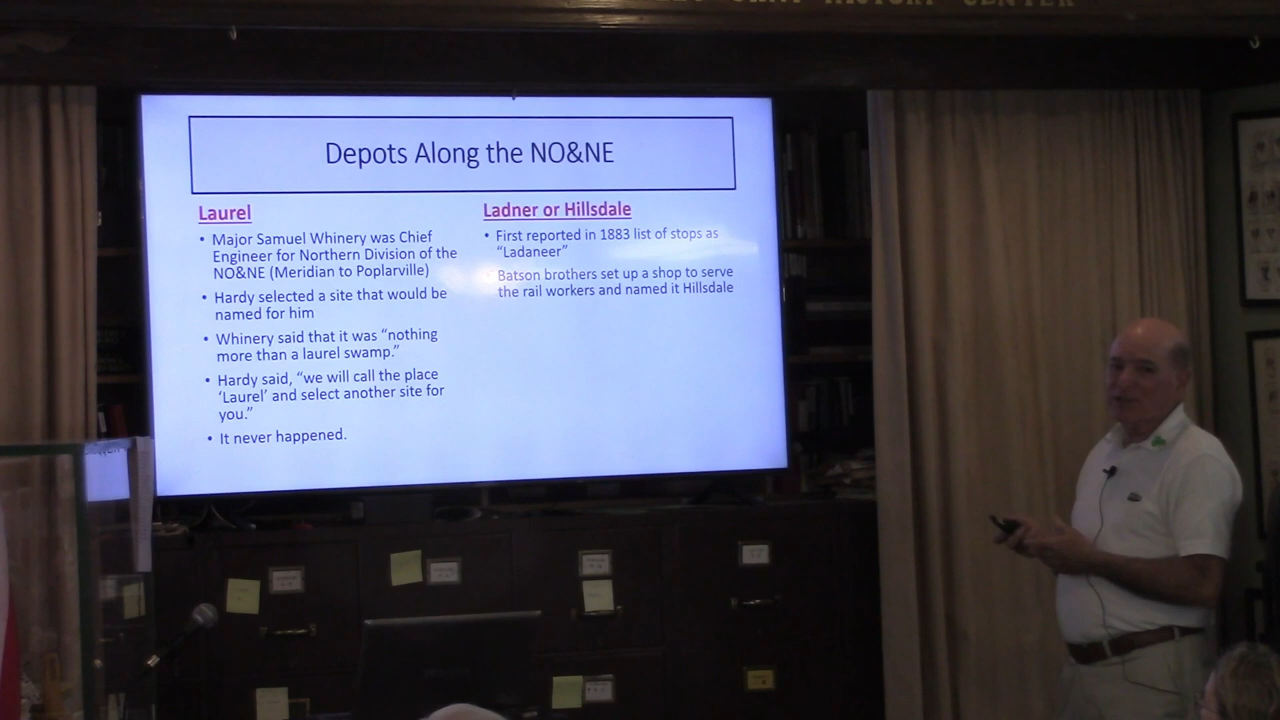 HISTORY CENTER
Depots Along the NO&NE
Laurel
• Major Samuel Whinery was Chief
Engineer for Northern Division of the
NO&NE (Meridian to Poplarville)
• Hardy selected a site that would be
named for him
• Whinery said that it was “nothing
more than a laurel swamp.”
• Hardy said, “we will call the place
‘Laurel’ and select another site for
you.”
• It never happened.
Ladner or Hillsdale
• First reported in 1883 list of stops as
“Ladaneer”
Batson brothers set up a shop to serve
the rail workers and named it Hillsdale